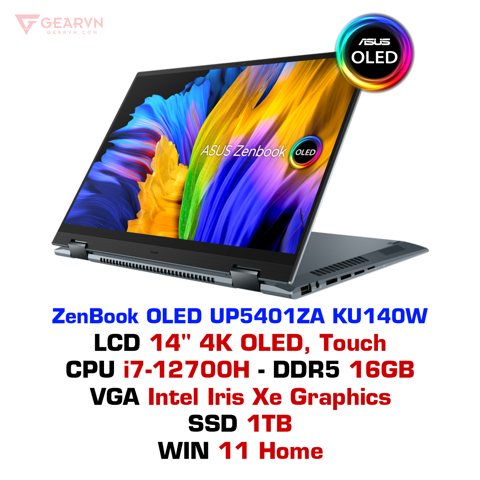 GEARVN
GEARVN.COM
ASUS
OLED
ASUS Zenbook
OLED
ZenBook OLED UP5401ZA KU140W
LCD 14" 4K OLED, Touch
CPU i7-12700H - DDR5 16GB
VGA Intel Iris Xe Graphics
SSD 1TB
WIN 11 Home